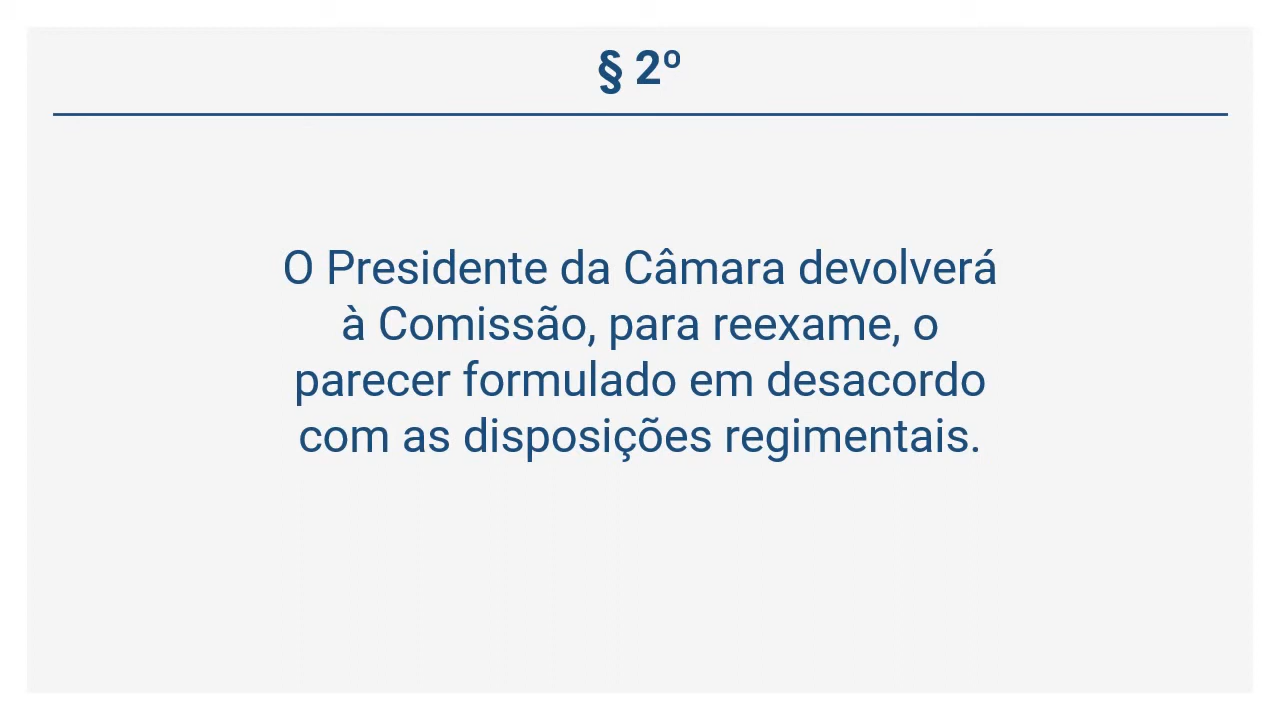 § 2º
O Presidente da Câmara devolverá
à Comissão, para reexame, o
parecer formulado em desacordo
com as disposições regimentais.